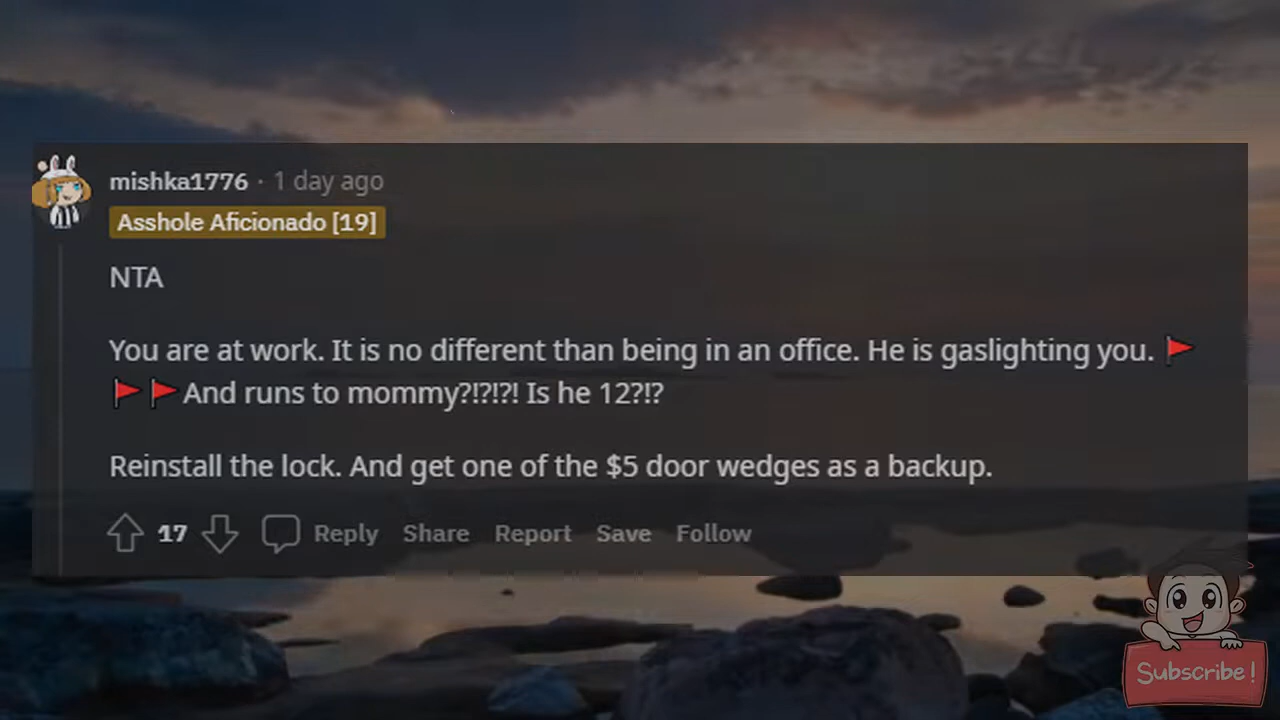 mishka1776 · 1 day ago
Asshole Aficionado [19]
NTA
You are at work. It is no different than being in an office. He is gaslighting you. 🚩
🚩🚩And runs to mommy?!?!?! Is he 12?!?
Reinstall the lock. And get one of the $5 door wedges as a backup.
17 Reply Share Report Save Follow
Subscribe!